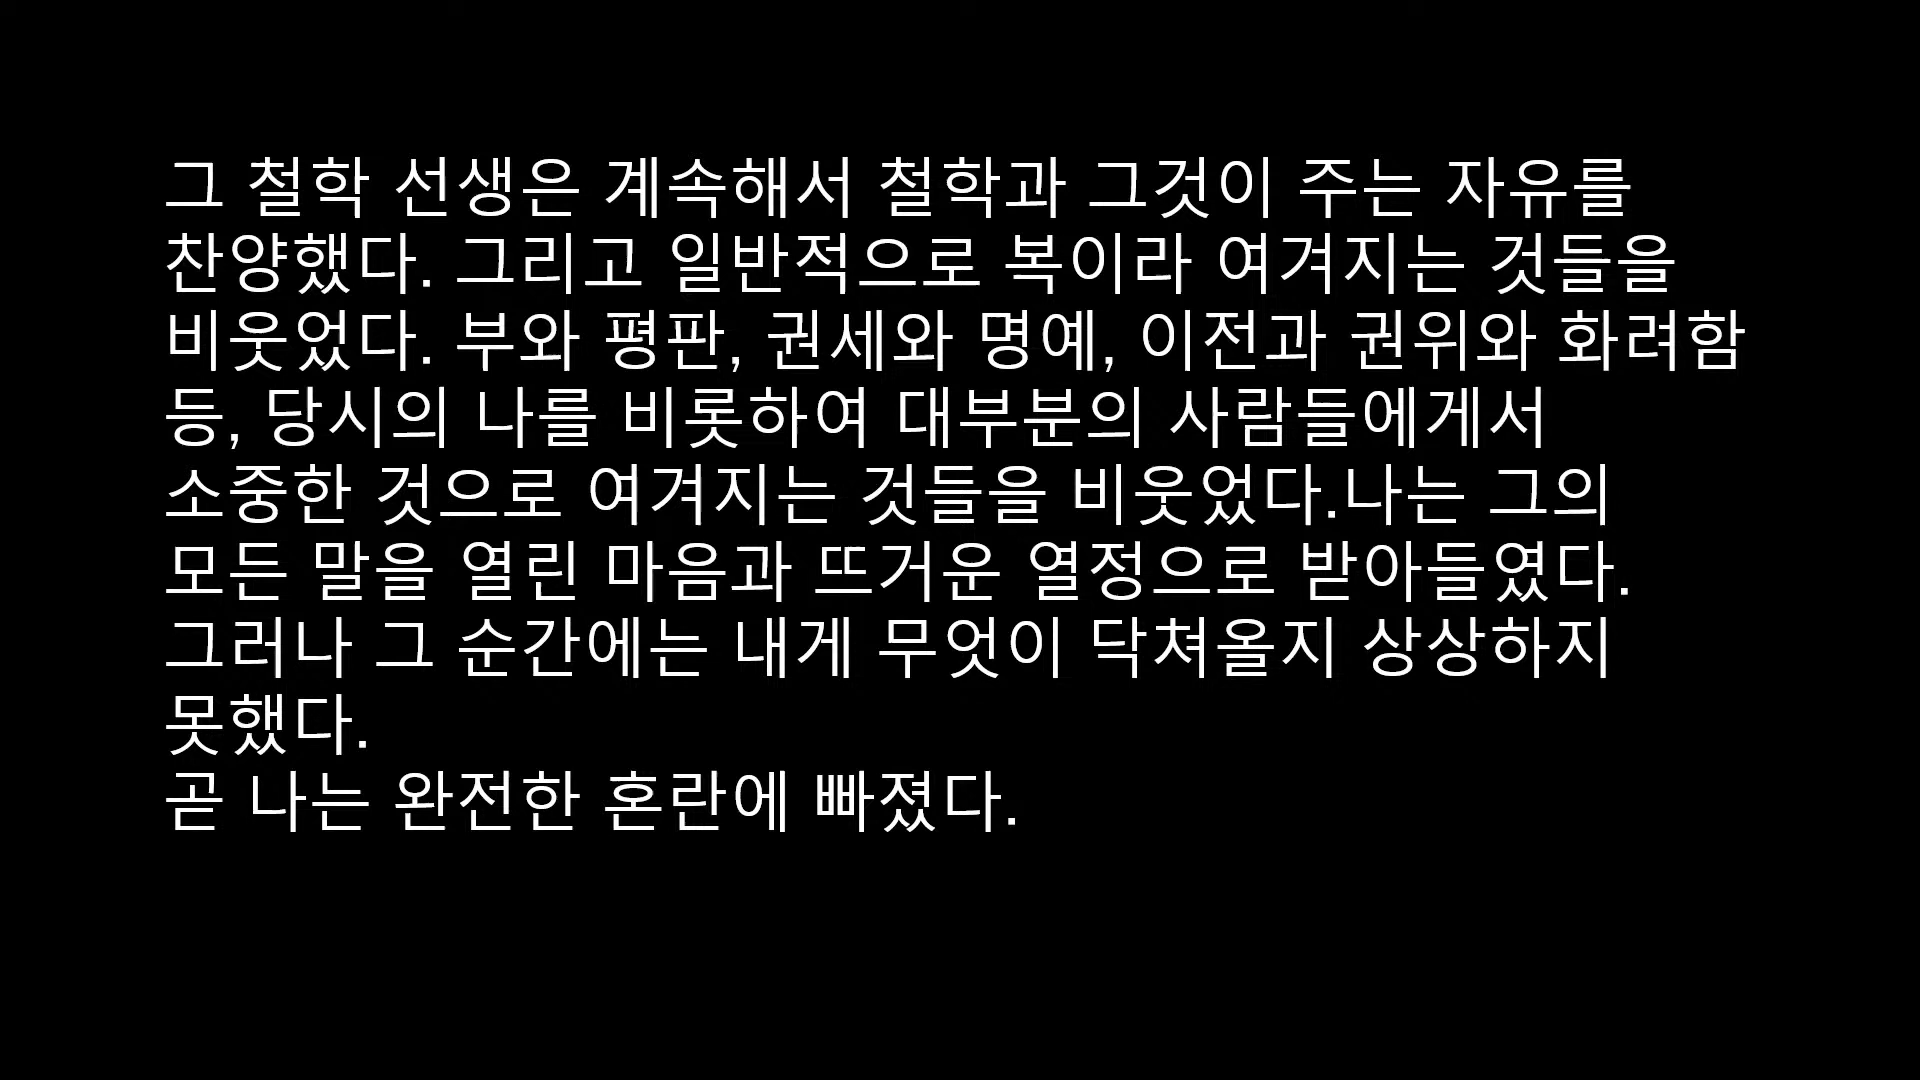 그 철학 선생은 계속해서 철학과 그것이 주는 자유를
찬양했다. 그리고 일반적으로 복이라 여겨지는 것들을
비웃었다. 부와 평판, 권세와 명예, 이전과 권위와 화려함
등, 당시의 나를 비롯하여 대부분의 사람들에게서
소중한 것으로 여겨지는 것들을 비웃었다.나는 그의
모든 말을 열린 마음과 뜨거운 열정으로 받아들였다.
그러나 그 순간에는 내게 무엇이 닥쳐올지 상상하지
못했다.
곧 나는 완전한 혼란에 빠졌다.